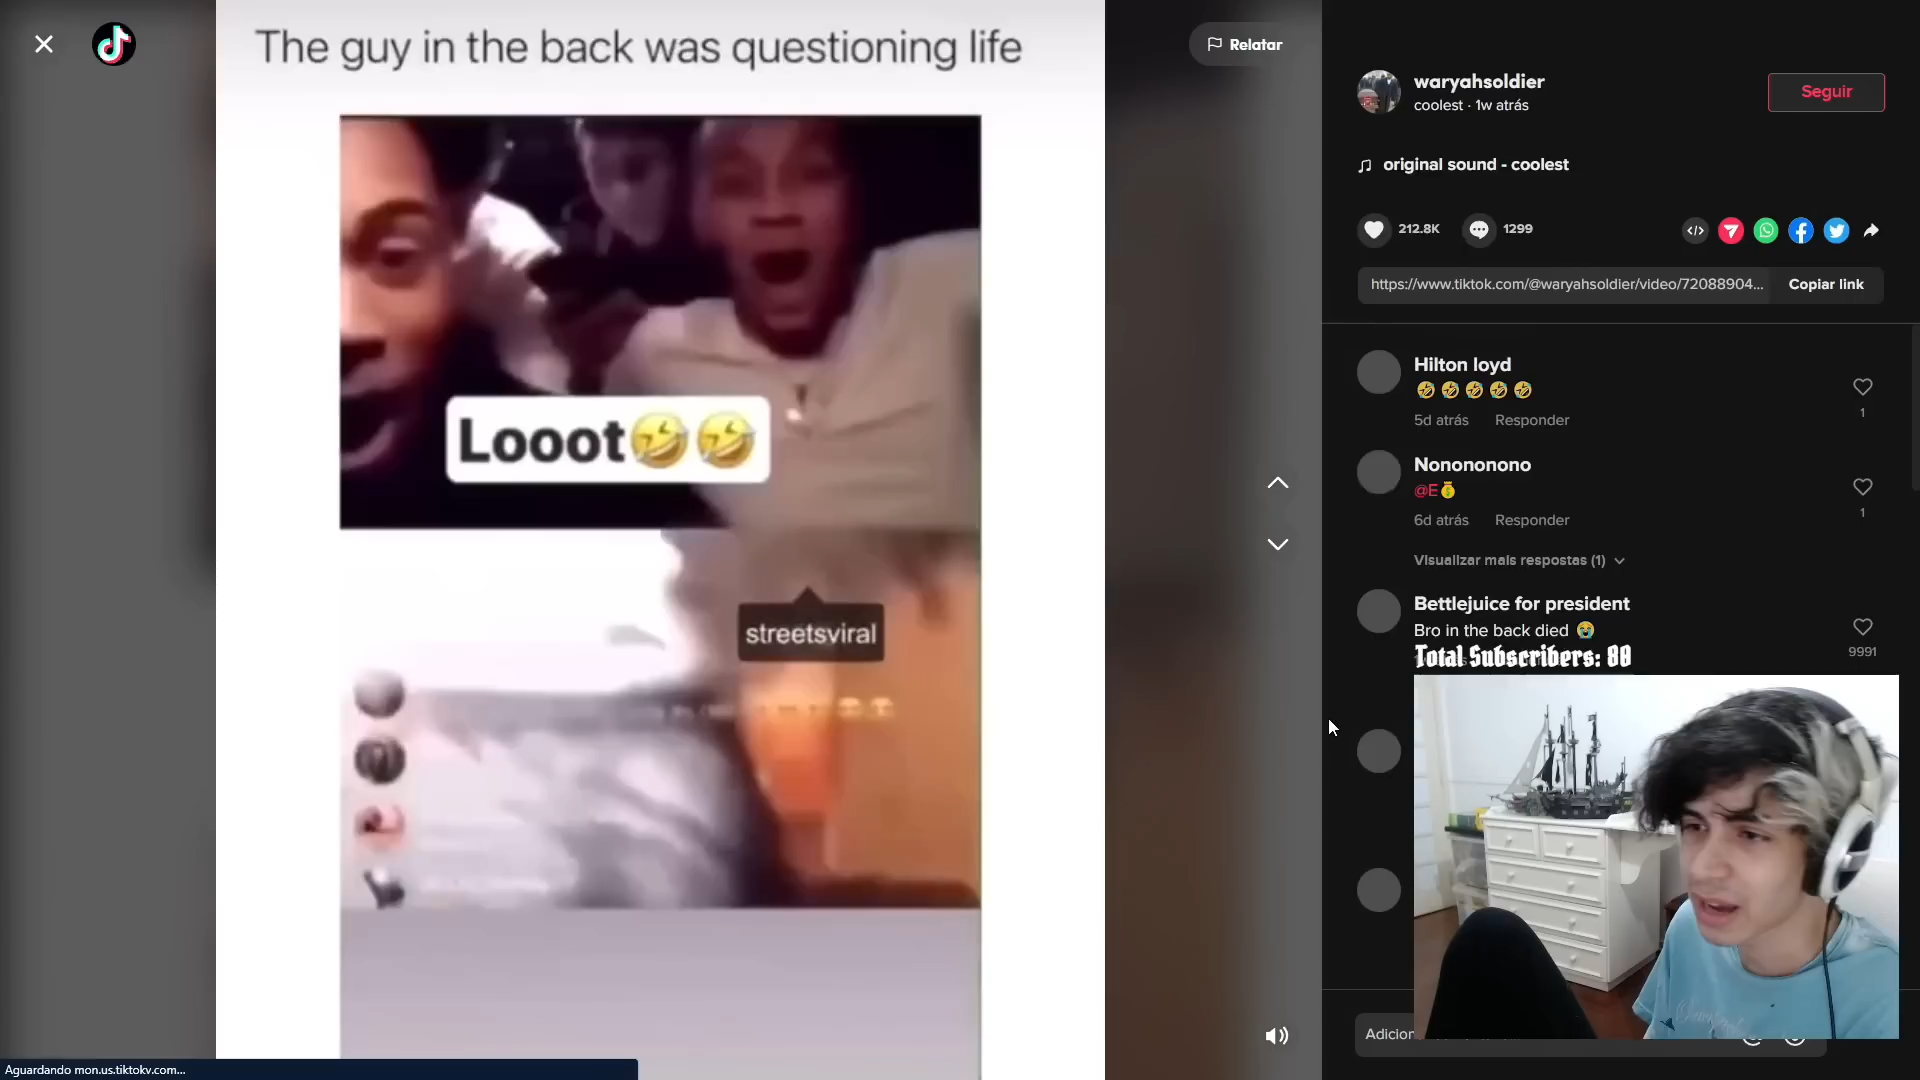 The guy in the back was questioning life
Looot🤣🤣
streetsviral
Relatar
waryahsoldier
coolest · 1w atrás
Seguir
original sound - coolest
212.8K
1299
https://www.tiktok.com/@waryahsoldier/video/72088904...
Copiar link
Hilton loyd
🤣🤣🤣🤣🤣
5d atrás Responder
1
Nonononono
@E💰
6d atrás Responder
1
Visualizar mais respostas (1)
Bettlejuice for president
Bro in the back died 😭
9991
Total Subscribers: 88
Adicion
Aguardando mon.us.tiktokv.com...